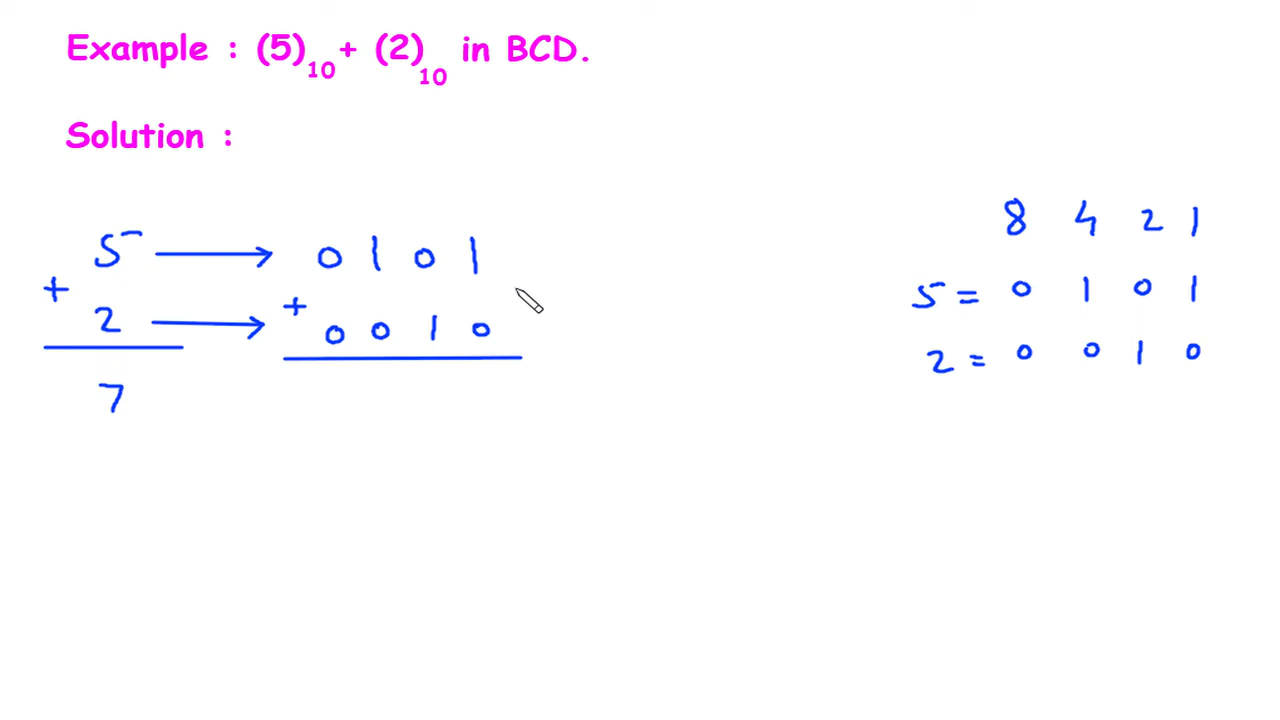 Example : (5)10 + (2)10 in BCD.
Solution :
5 → 0 1 0 1
+ 2 → + 0 0 1 0
7
8 4 2 1
5 = 0 1 0 1
2 = 0 0 1 0